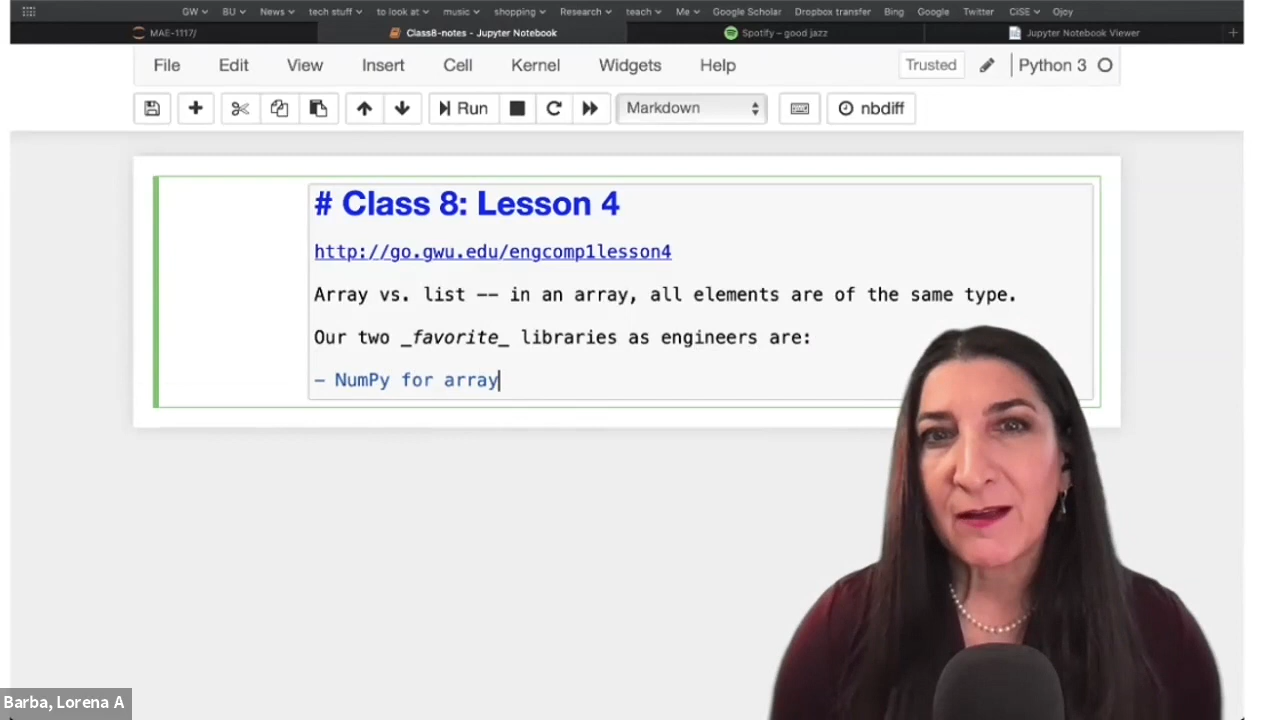 GW BU News tech stuff to look at music shopping Research teach Me Google Scholar Dropbox transfer Bing Google Twitter CiSE Ojoy
MAE-1117/ Class8-notes - Jupyter Notebook Spotify – good jazz Jupyter Notebook Viewer
File Edit View Insert Cell Kernel Widgets Help Trusted Python 3
Run Markdown nbdiff
# Class 8: Lesson 4
http://go.gwu.edu/engcomp1lesson4
Array vs. list -- in an array, all elements are of the same type.
Our two _favorite_ libraries as engineers are:
- NumPy for array
Barba, Lorena A